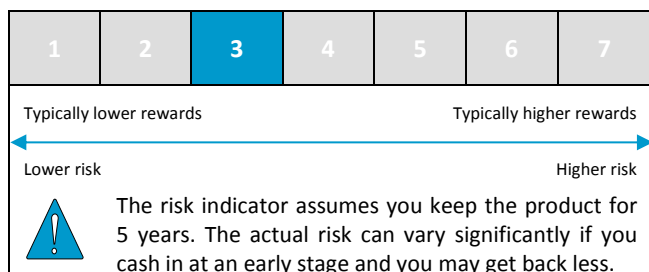 1 2 3 4 5 6 7
Typically lower rewards Typically higher rewards
Lower risk Higher risk
The risk indicator assumes you keep the product for
5 years. The actual risk can vary significantly if you
cash in at an early stage and you may get back less.